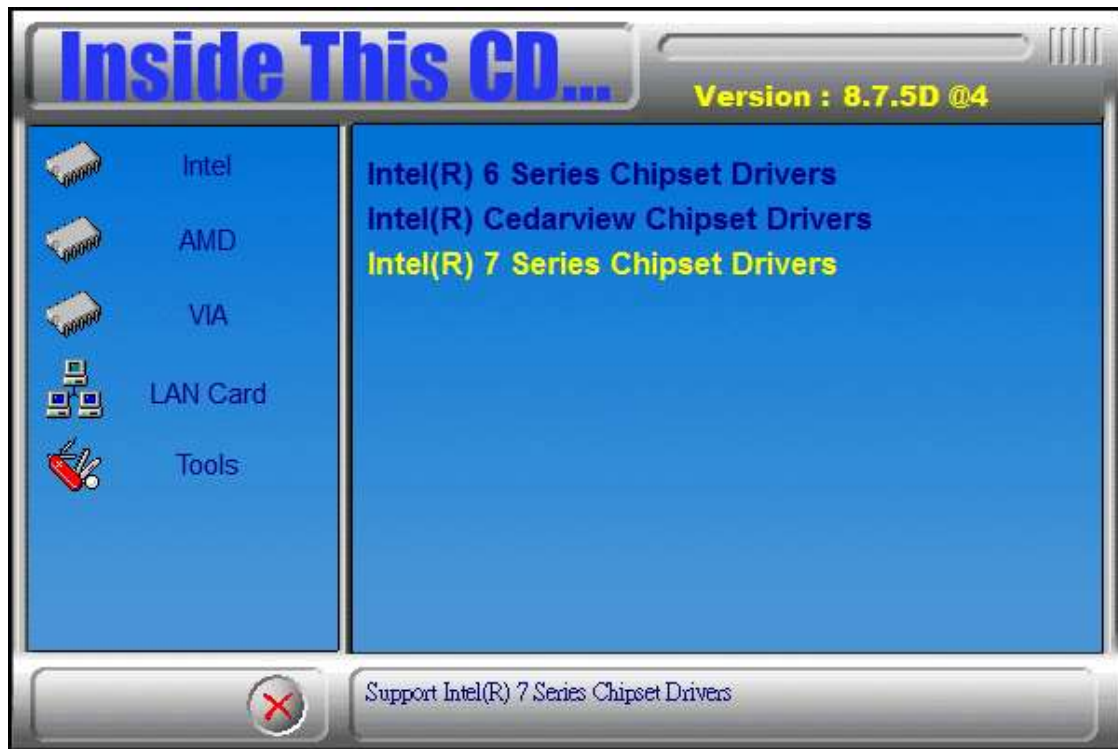 Inside This CD...
Version : 8.7.5D @4
Intel
AMD
VIA
LAN Card
Tools
Intel(R) 6 Series Chipset Drivers
Intel(R) Cedarview Chipset Drivers
Intel(R) 7 Series Chipset Drivers
Support Intel(R) 7 Series Chipset Drivers